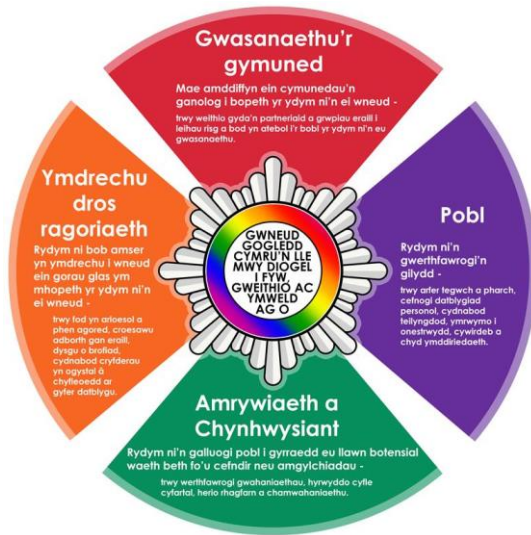 Gwasanaethu'r
gymuned
Mae amddiffyn ein cymunedau'n
ganolog i bopeth yr ydym ni'n ei wneud -
trwy weithio gyda'n partneriaid a grwpiau eraill i
leihau risg a bod yn atebol i'r bobl yr ydym ni'n eu
gwasanaethu.
Ymdrechu
dros
ragoriaeth
Rydym ni bob amser
yn ymdrechu i wneud
ein gorau glas ym
mhopeth yr ydym ni'n
ei wneud -
trwy fod yn arloesol a
phen agored, croesawu
adborth gan eraill,
dysgu o brofiad,
cydnabod cryfderau
yn ogystal â
chyfleoedd ar
gyfer datblygu.
GWNEUD
GOGLEDD
CYMRU'N LLE
MWY DIOGEL
I FYW,
GWEITHIO AC
YMWELD
AG O
Pobl
Rydym ni'n
gwerthfawrogi'n
gilydd -
trwy arfer tegwch a pharch,
cefnogi datblygiad
personol, cydnabod
teilyngdod, ymrwymo i
onestrwydd, cywirdeb a
chyd ymddiriedaeth.
Amrywiaeth a
Chynhwysiant
Rydym ni'n galluogi pobl i gyrraedd eu llawn botensial
waeth beth fo'u cefndir neu amgylchiadau -
trwy werthfawrogi gwahaniaethau, hyrwyddo cyfle
cyfartal, herio rhagfarn a chamwahaniaethu.